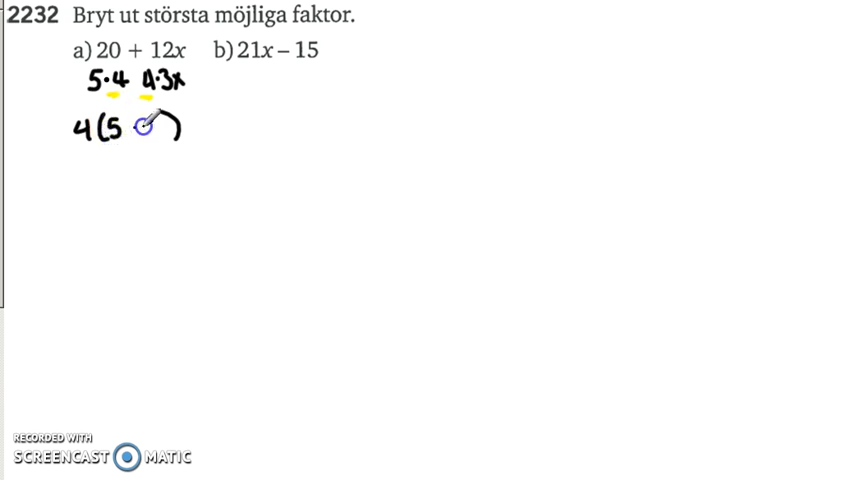 2232 Bryt ut största möjliga faktor.
a) 20 + 12x b) 21x – 15
5·4 4·3x
4(5 )
RECORDED WITH
SCREENCAST MATIC